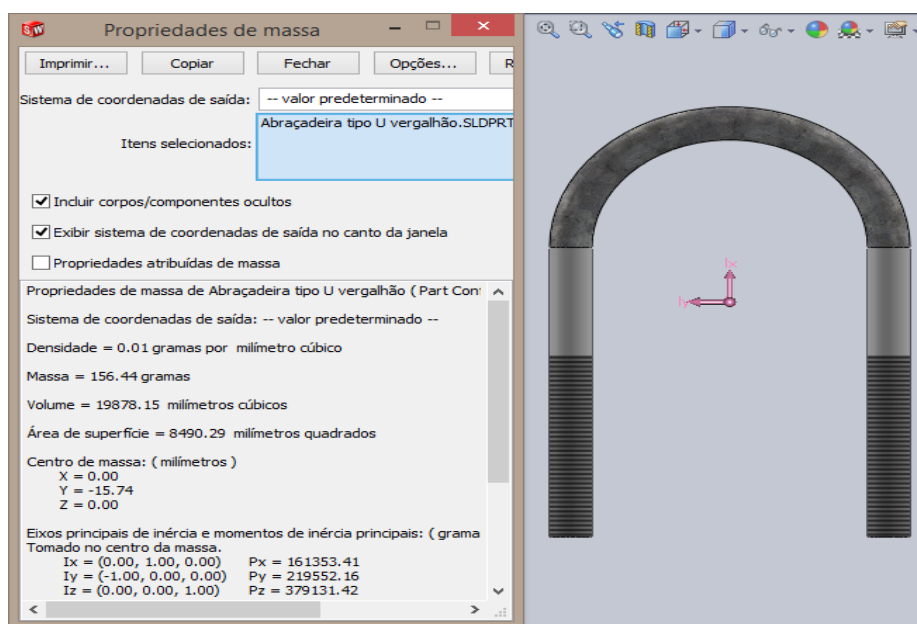 SW Propriedades de massa
Imprimir... Copiar Fechar Opções... R
Sistema de coordenadas de saída: -- valor predeterminado --
Itens selecionados: Abraçadeira tipo U vergalhão.SLDPRT
Incluir corpos/componentes ocultos
Exibir sistema de coordenadas de saída no canto da janela
Propriedades atribuídas de massa
Propriedades de massa de Abraçadeira tipo U vergalhão ( Part Con
Sistema de coordenadas de saída: -- valor predeterminado --
Densidade = 0.01 gramas por milímetro cúbico
Massa = 156.44 gramas
Volume = 19878.15 milímetros cúbicos
Área de superfície = 8490.29 milímetros quadrados
Centro de massa: ( milímetros )
X = 0.00
Y = -15.74
Z = 0.00
Eixos principais de inércia e momentos de inércia principais: ( grama
Tomado no centro da massa.
Ix = (0.00, 1.00, 0.00) Px = 161353.41
Iy = (-1.00, 0.00, 0.00) Py = 219552.16
Iz = (0.00, 0.00, 1.00) Pz = 379131.42
Ix
Iy